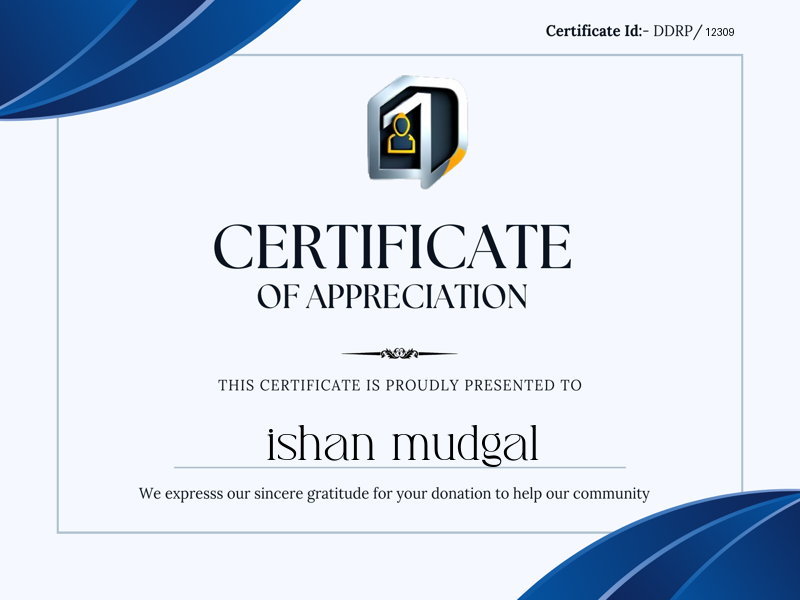 Certificate Id:- DDRP/12309
CERTIFICATE
OF APPRECIATION
THIS CERTIFICATE IS PROUDLY PRESENTED TO
ishan mudgal
We expresss our sincere gratitude for your donation to help our community